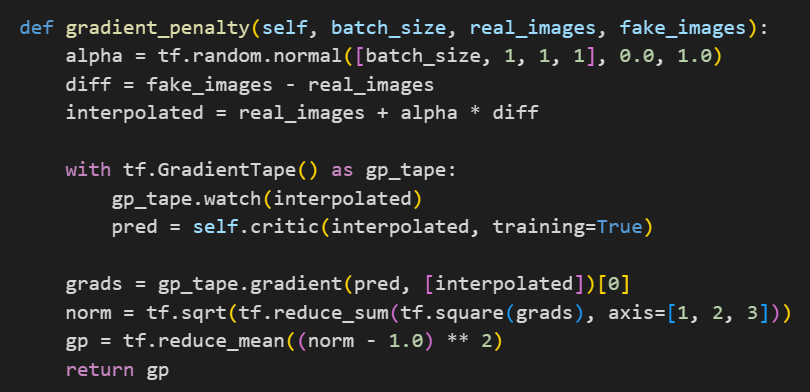 def gradient_penalty(self, batch_size, real_images, fake_images):
    alpha = tf.random.normal([batch_size, 1, 1, 1], 0.0, 1.0)
    diff = fake_images - real_images
    interpolated = real_images + alpha * diff

    with tf.GradientTape() as gp_tape:
        gp_tape.watch(interpolated)
        pred = self.critic(interpolated, training=True)

    grads = gp_tape.gradient(pred, [interpolated])[0]
    norm = tf.sqrt(tf.reduce_sum(tf.square(grads), axis=[1, 2, 3]))
    gp = tf.reduce_mean((norm - 1.0) ** 2)
    return gp